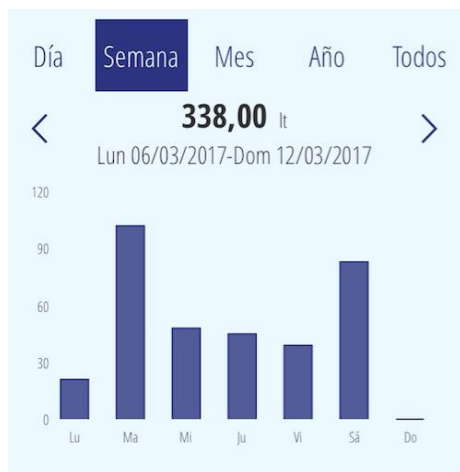 Día Semana Mes Año Todos
338,00 lt
Lun 06/03/2017-Dom 12/03/2017
120
90
60
30
0
Lu Ma Mi Ju Vi Sá Do